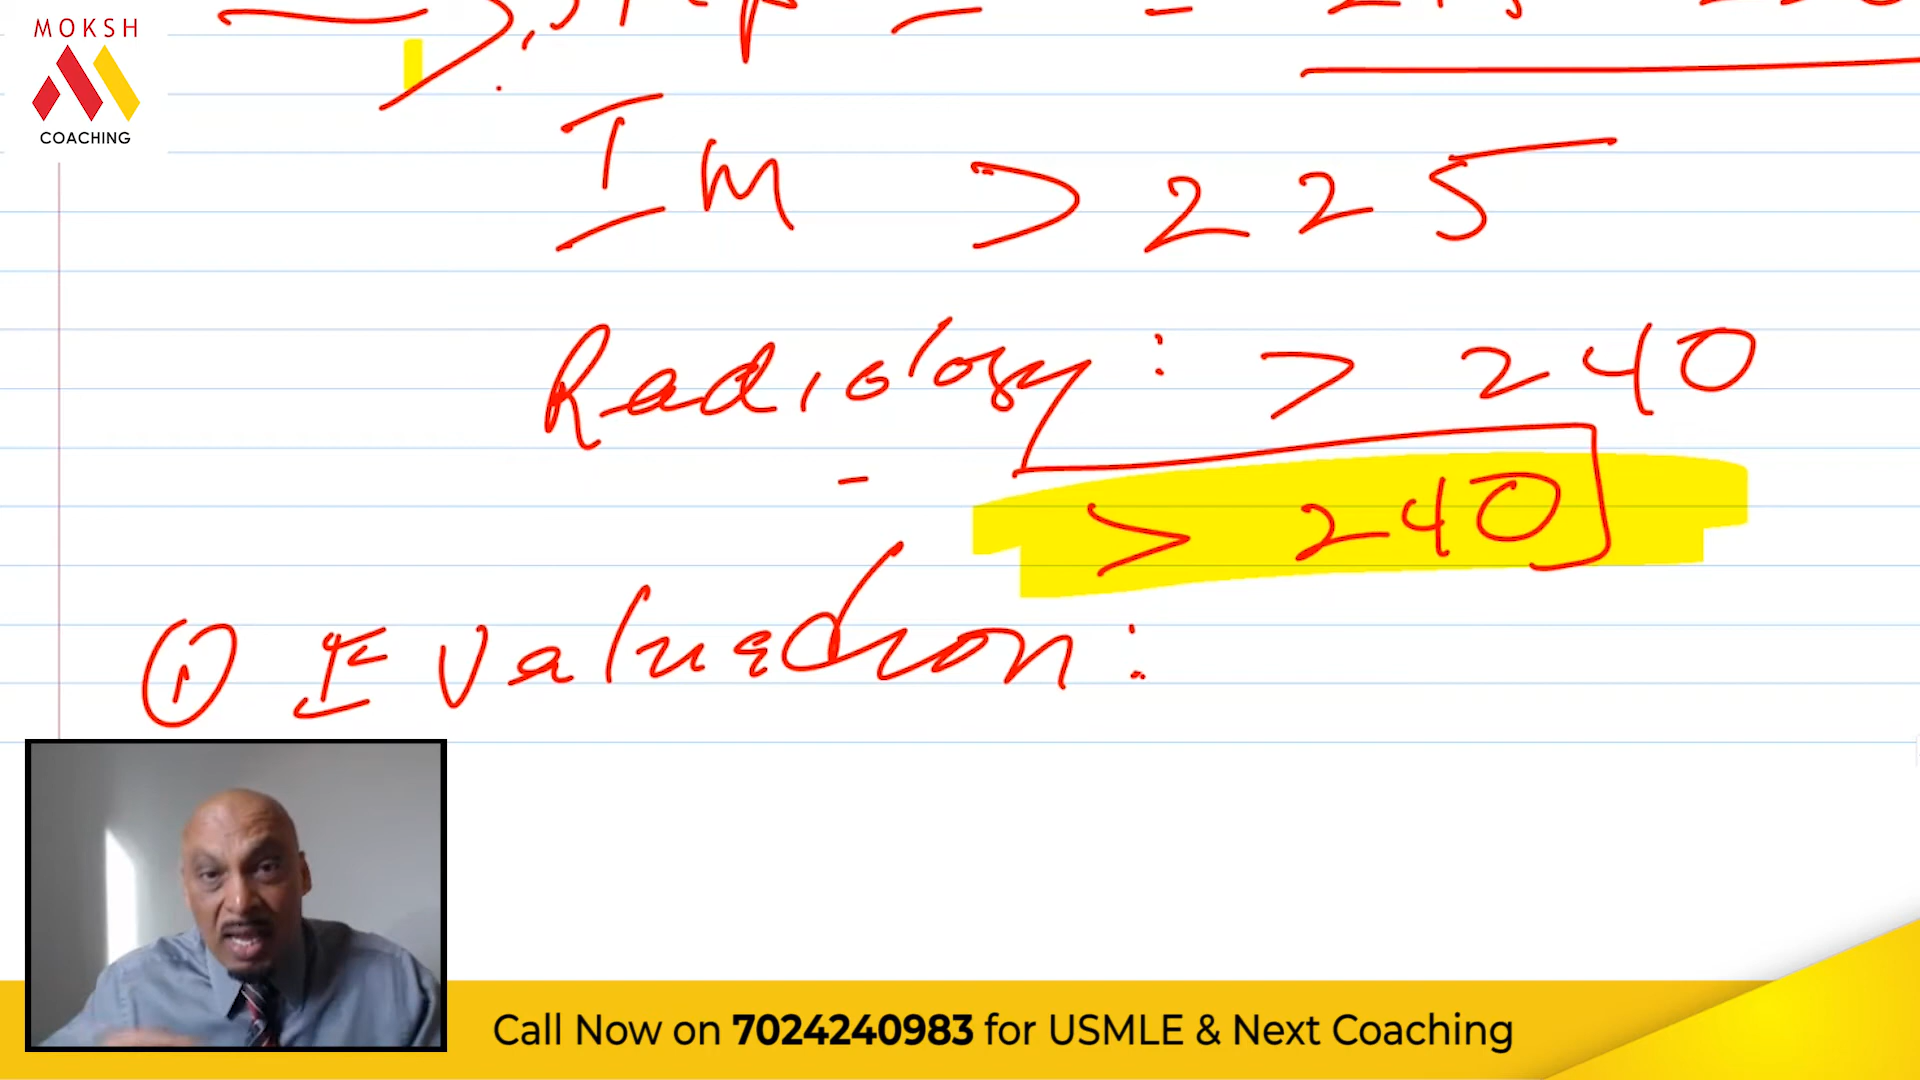 MOKSH
COACHING
IM > 225
Radiology: > 240
> 240
① Evaluation:
Call Now on 7024240983 for USMLE & Next Coaching